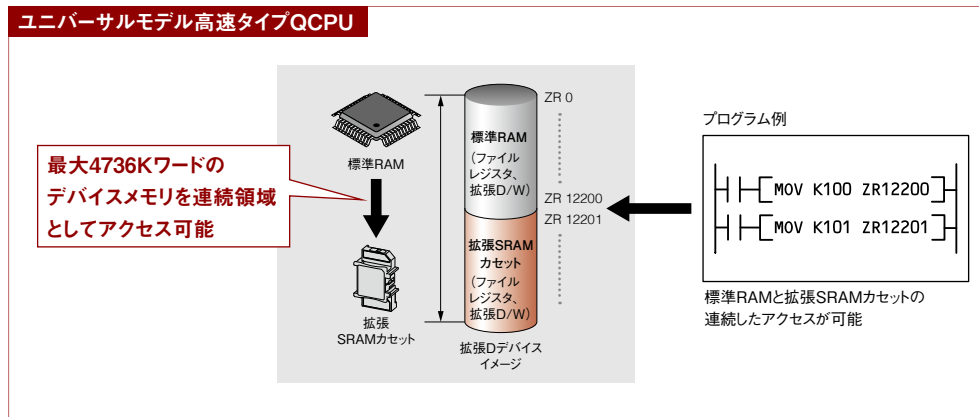 ユニバーサルモデル高速タイプQCPU
最大4736Kワードの
デバイスメモリを連続領域
としてアクセス可能
標準RAM
拡張
SRAMカセット
標準RAM
(ファイル
レジスタ、
拡張D/W)
拡張SRAM
カセット
(ファイル
レジスタ、
拡張D/W)
拡張Dデバイス
イメージ
ZR 0
ZR 12200
ZR 12201
プログラム例
MOV K100 ZR12200
MOV K101 ZR12201
標準RAMと拡張SRAMカセットの
連続したアクセスが可能